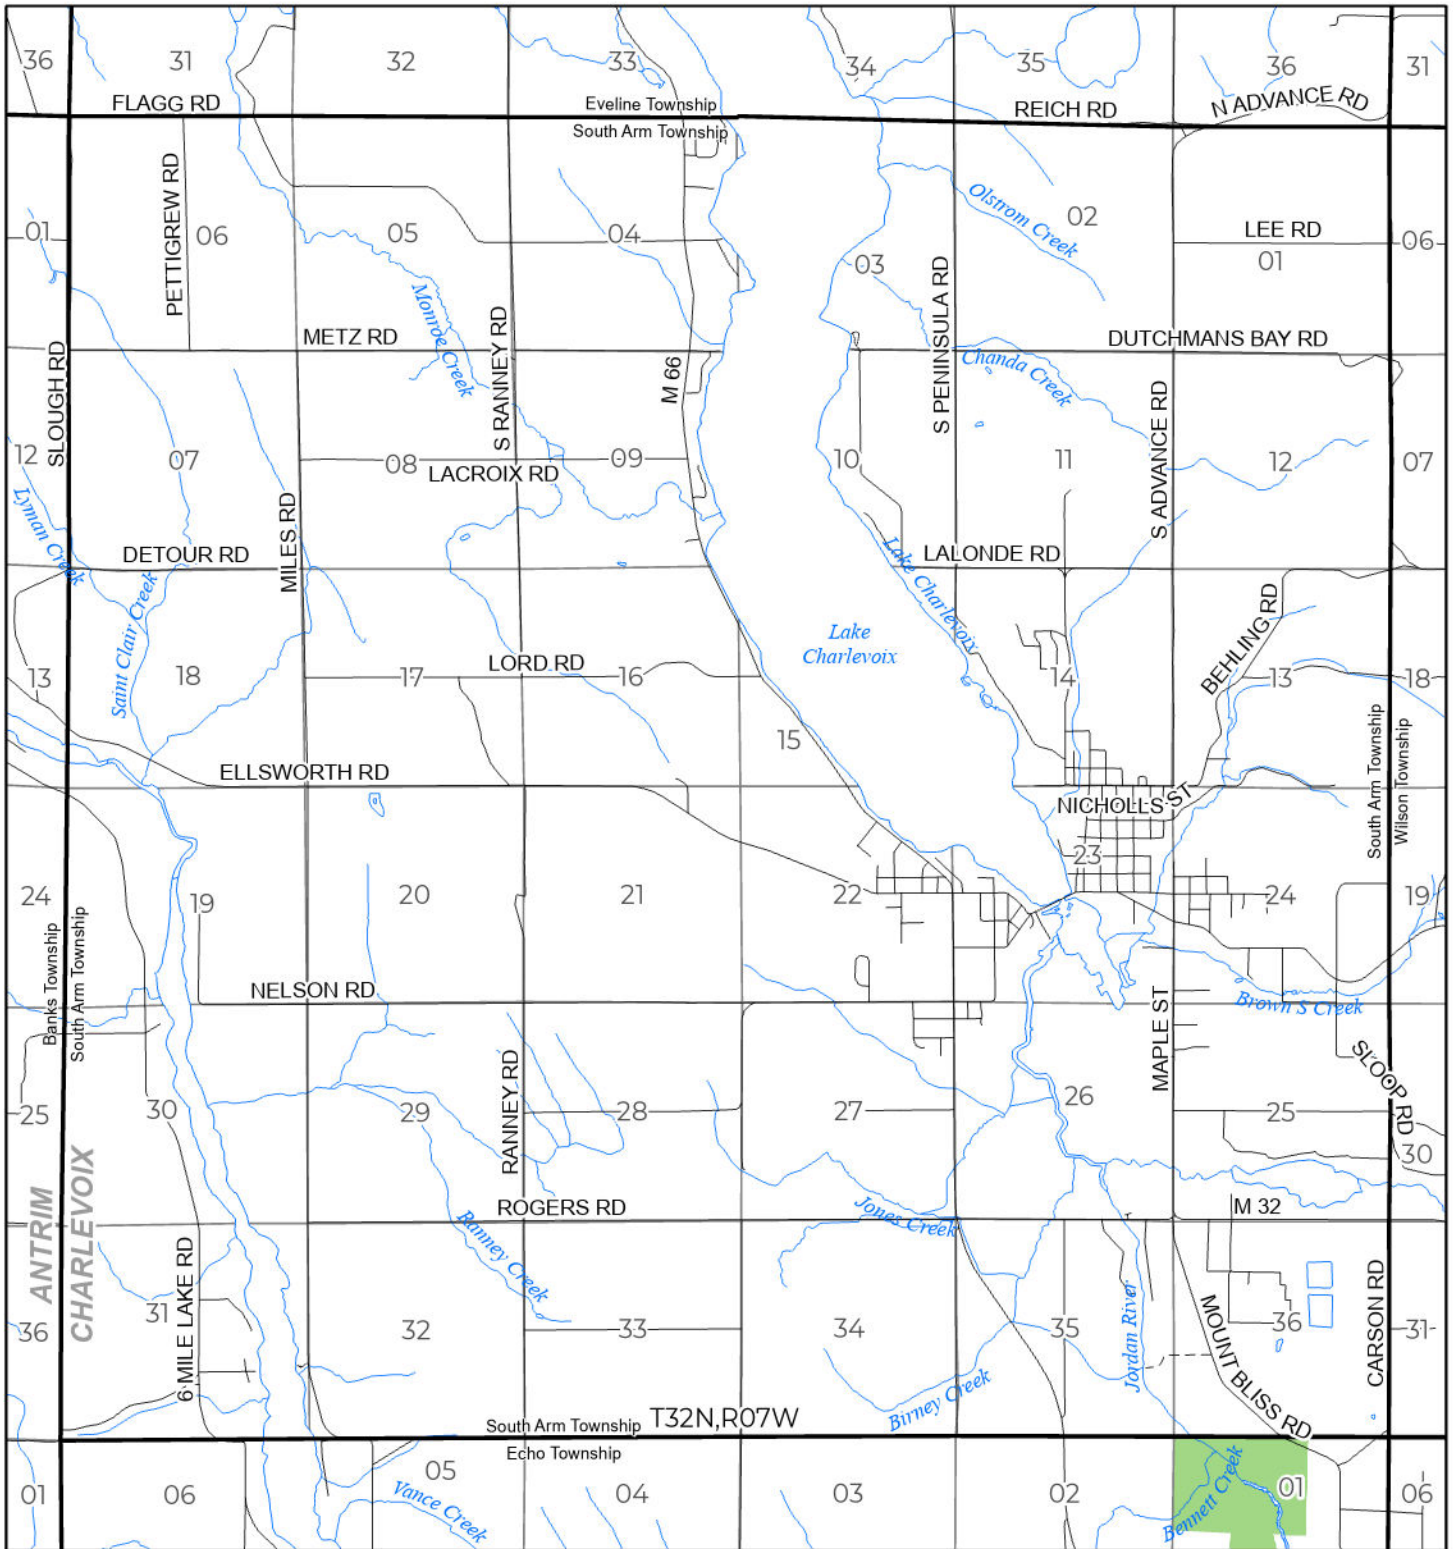 36
31
32
33
34
35
36
31
FLAGG RD
Eveline Township
REICH RD
N ADVANCE RD
South Arm Township
PETTIGREW RD
01
06
05
04
Olstrom Creek
02
LEE RD
06
03
01
Monroe Creek
S RANNEY RD
S PENINSULA RD
METZ RD
DUTCHMANS BAY RD
SLOUGH RD
M 66
Chanda Creek
S ADVANCE RD
12
07
08
09
10
11
12
07
LACROIX RD
Lyman Creek
MILES RD
DETOUR RD
LALONDE RD
Saint Clair Creek
Lake Charlevoix
BEHLING RD
Lake
Charlevoix
LORD RD
13
18
17
16
14
13
18
15
South Arm Township
Wilson Township
ELLSWORTH RD
NICHOLLS ST
23
24
19
20
21
22
24
19
Banks Township
South Arm Township
NELSON RD
MAPLE ST
Brown S Creek
SLOOP RD
RANNEY RD
25
30
29
28
27
26
25
30
ANTRIM
CHARLEVOIX
ROGERS RD
Jones Creek
M 32
Ranney Creek
6 MILE LAKE RD
Jordan River
CARSON RD
36
31
32
33
34
35
36
31
MOUNT BLISS RD
Birney Creek
South Arm Township
T32N,R07W
Echo Township
01
06
05
04
03
02
01
06
Vance Creek
Bennett Creek